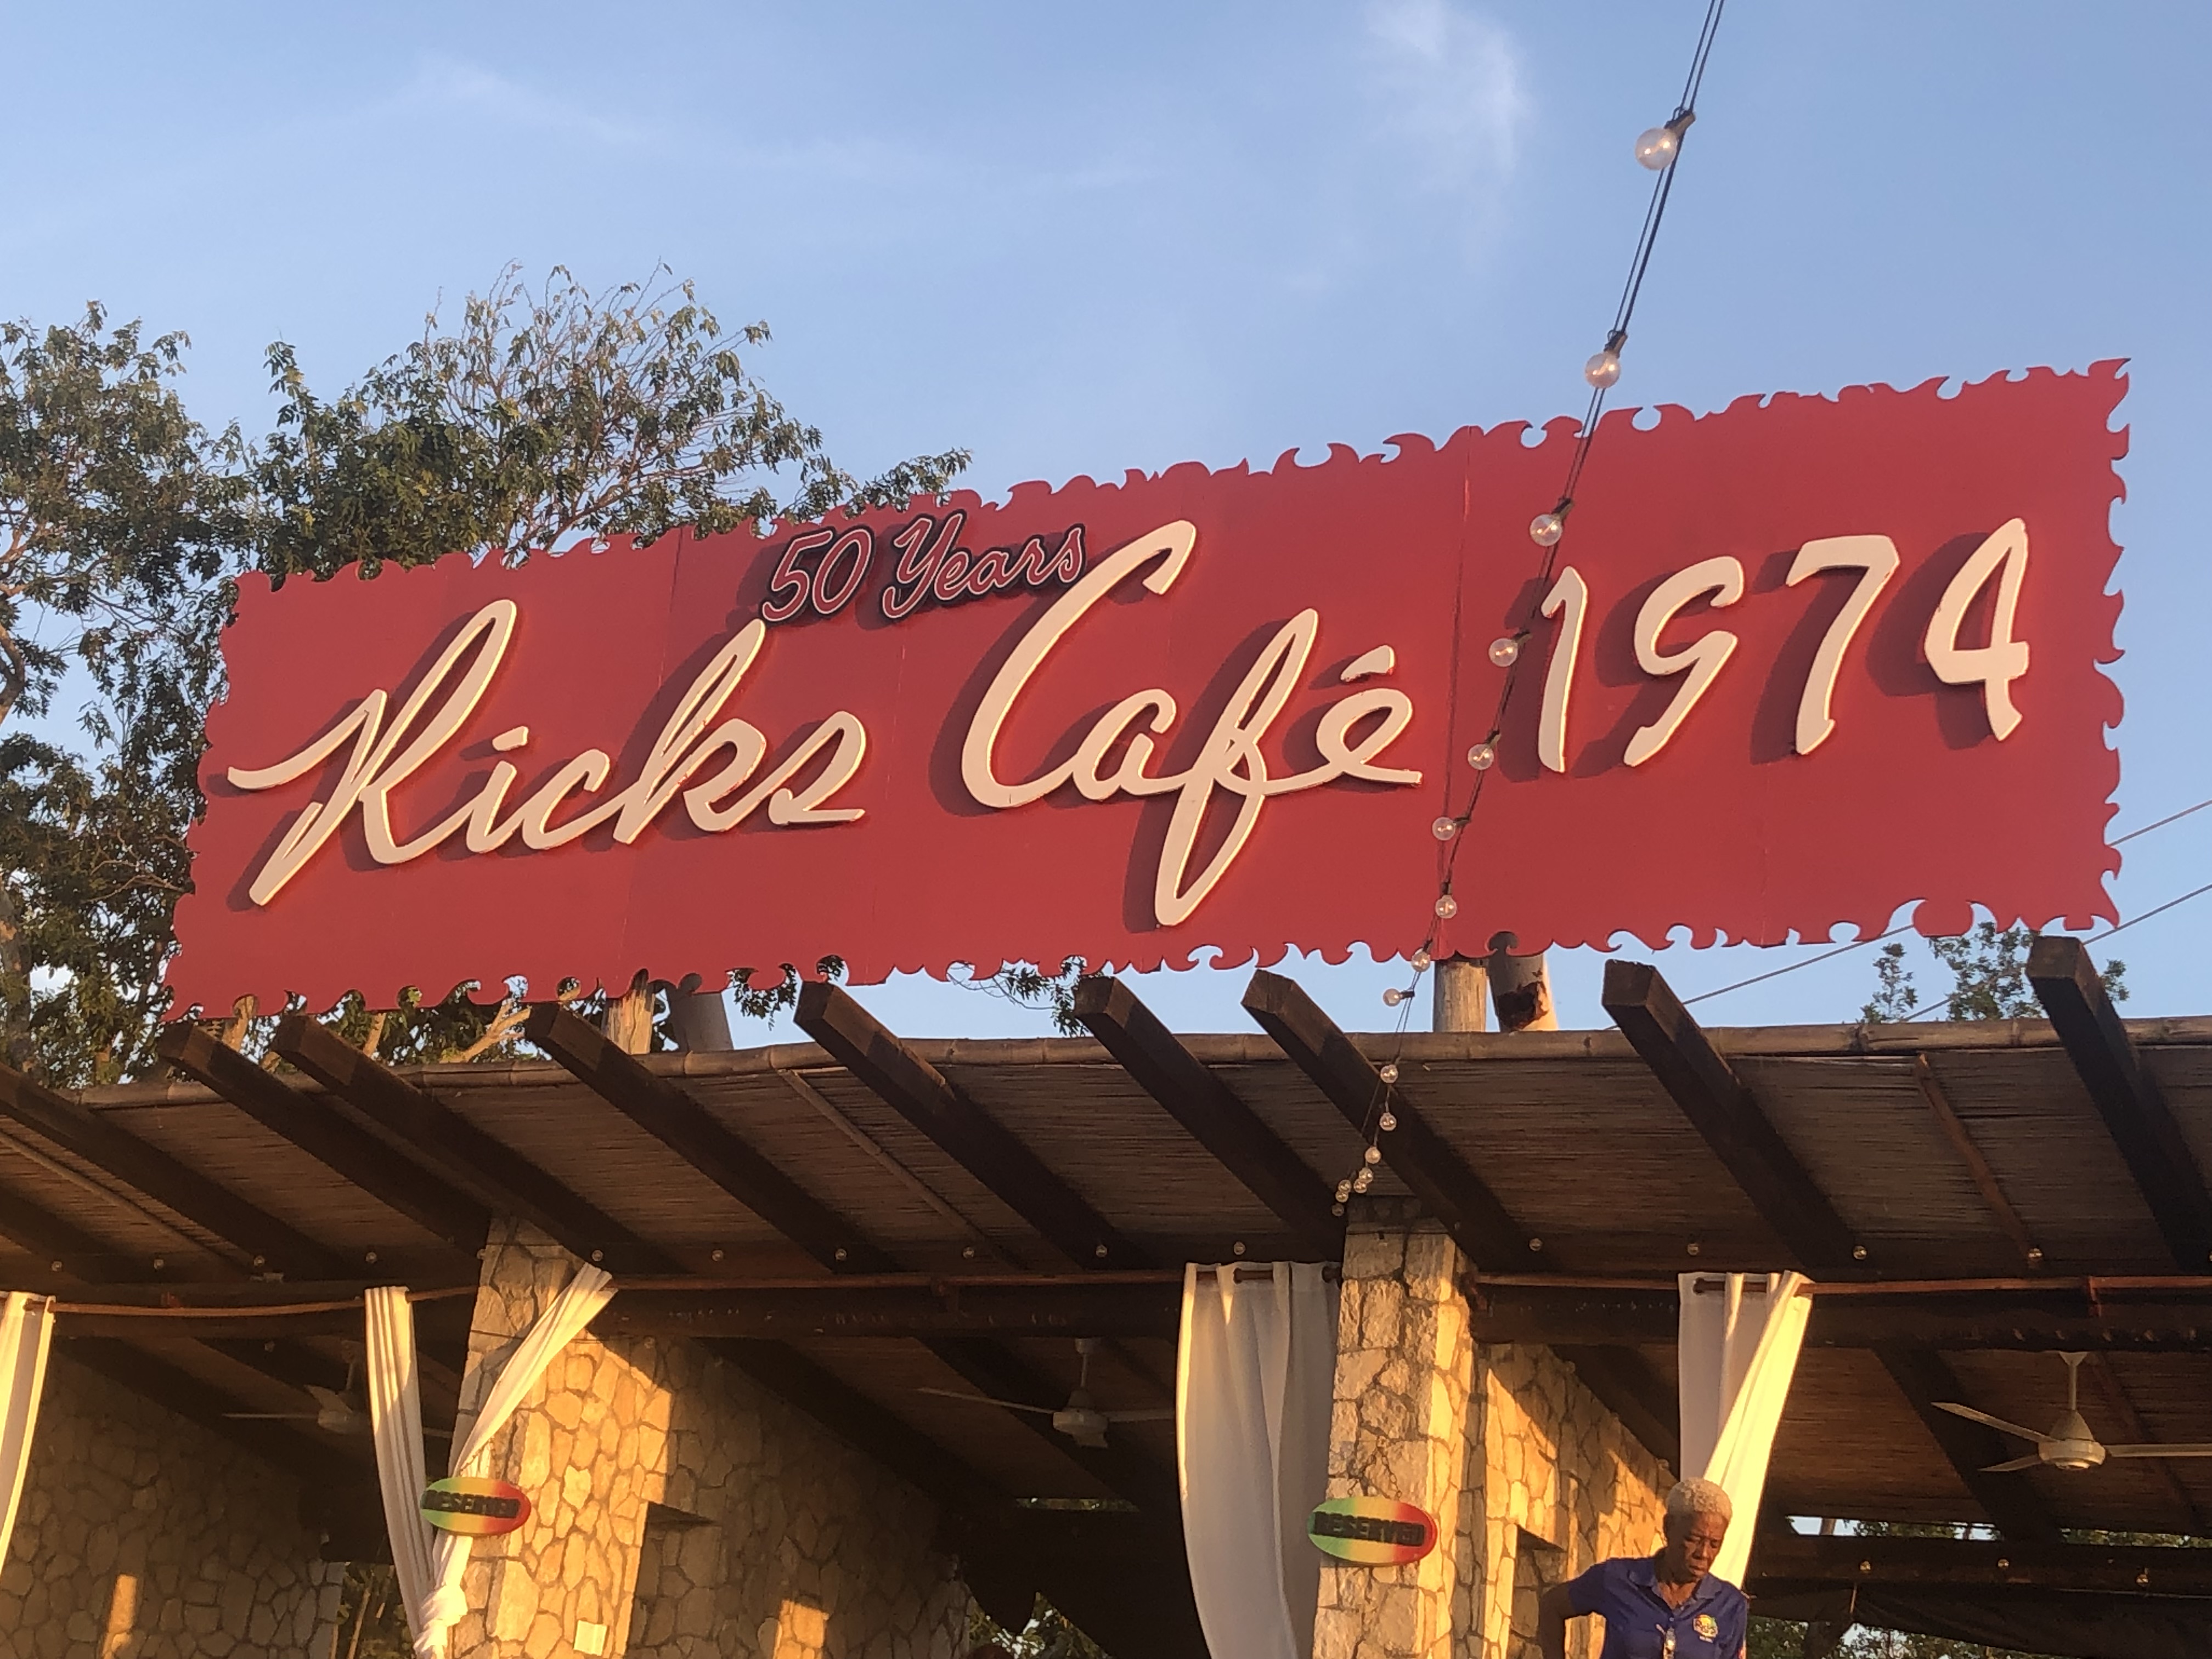 50 Years
Ricks Café 1974
RESERVED
RESERVED